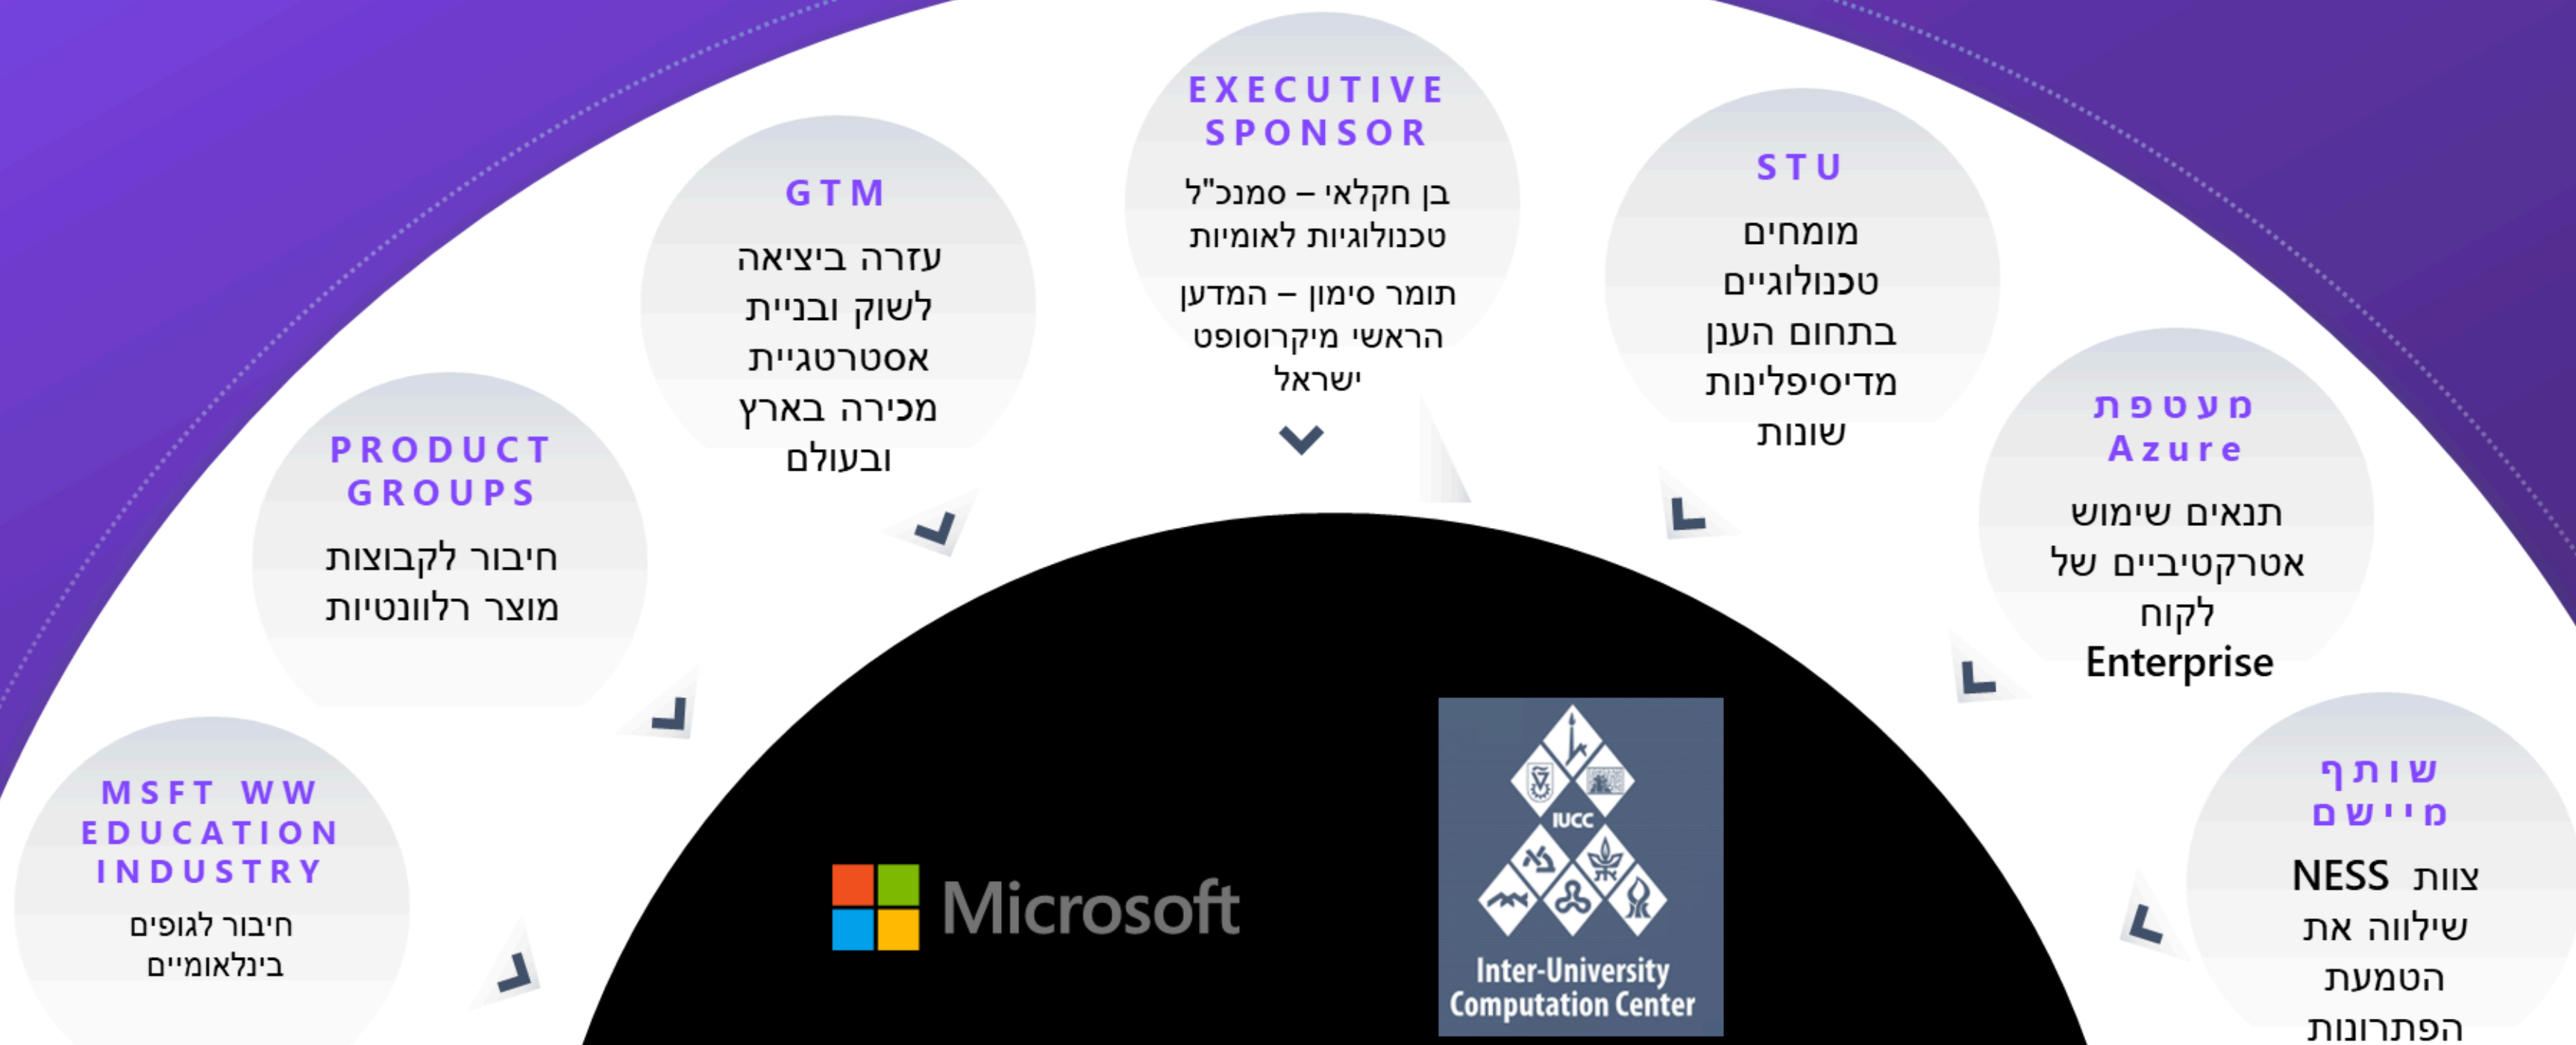 EXECUTIVE
SPONSOR
בן חקלאי – סמנכ"ל
טכנולוגיות לאומיות
תומר סימון – המדען
הראשי מיקרוסופט
ישראל
STU
מומחים
טכנולוגיים
בתחום הענן
מדיסיפלינות
שונות
GTM
עזרה ביציאה
לשוק ובניית
אסטרטגיית
מכירה בארץ
ובעולם
מעטפת
Azure
תנאים שימוש
אטרקטיביים של
לקוח
Enterprise
PRODUCT
GROUPS
חיבור לקבוצות
מוצר רלוונטיות
שותף
מיישם
צוות NESS
שילווה את
הטמעת
הפתרונות
MSFT WW
EDUCATION
INDUSTRY
חיבור לגופים
בינלאומיים
Microsoft
IUCC
Inter-University
Computation Center